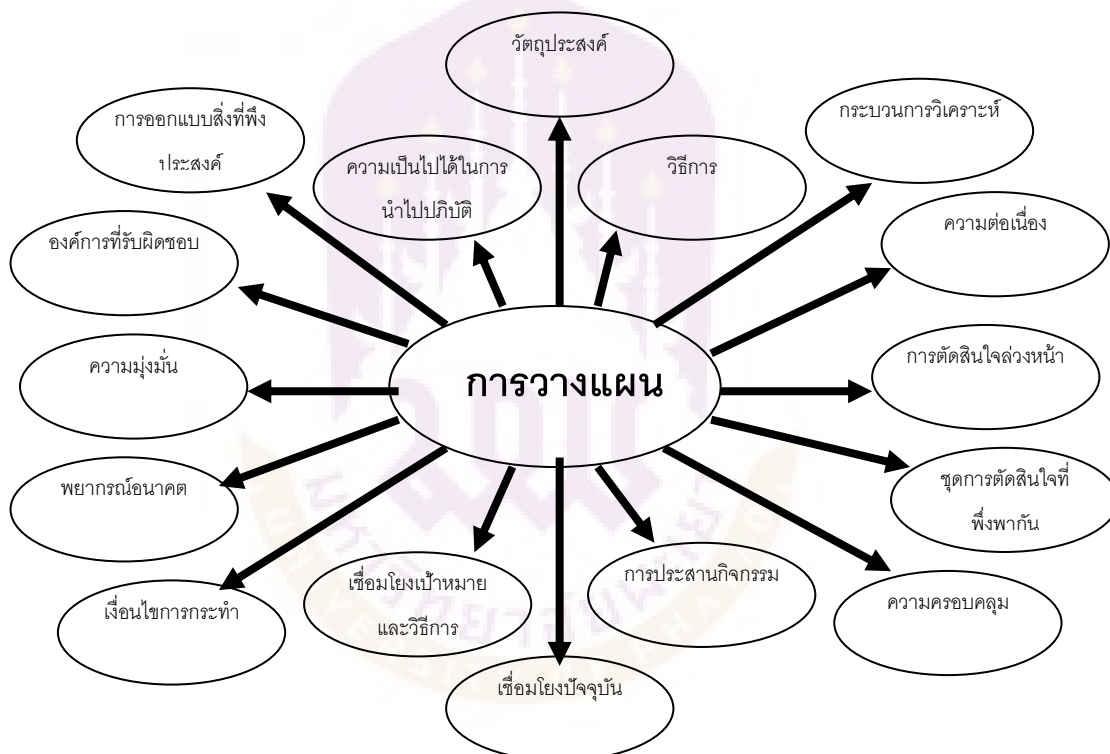 วัตถุประสงค์
กระบวนการวิเคราะห์
การออกแบบสิ่งที่พึง
ประสงค์
ความเป็นไปได้ในการ
นำไปปฏิบัติ
วิธีการ
ความต่อเนื่อง
องค์การที่รับผิดชอบ
การตัดสินใจล่วงหน้า
ความมุ่งมั่น
การวางแผน
ชุดการตัดสินใจที่
พึ่งพากัน
พยากรณ์อนาคต
การประสานกิจกรรม
เชื่อมโยงเป้าหมาย
และวิธีการ
ความครอบคลุม
เงื่อนไขการกระทำ
เชื่อมโยงปัจจุบัน